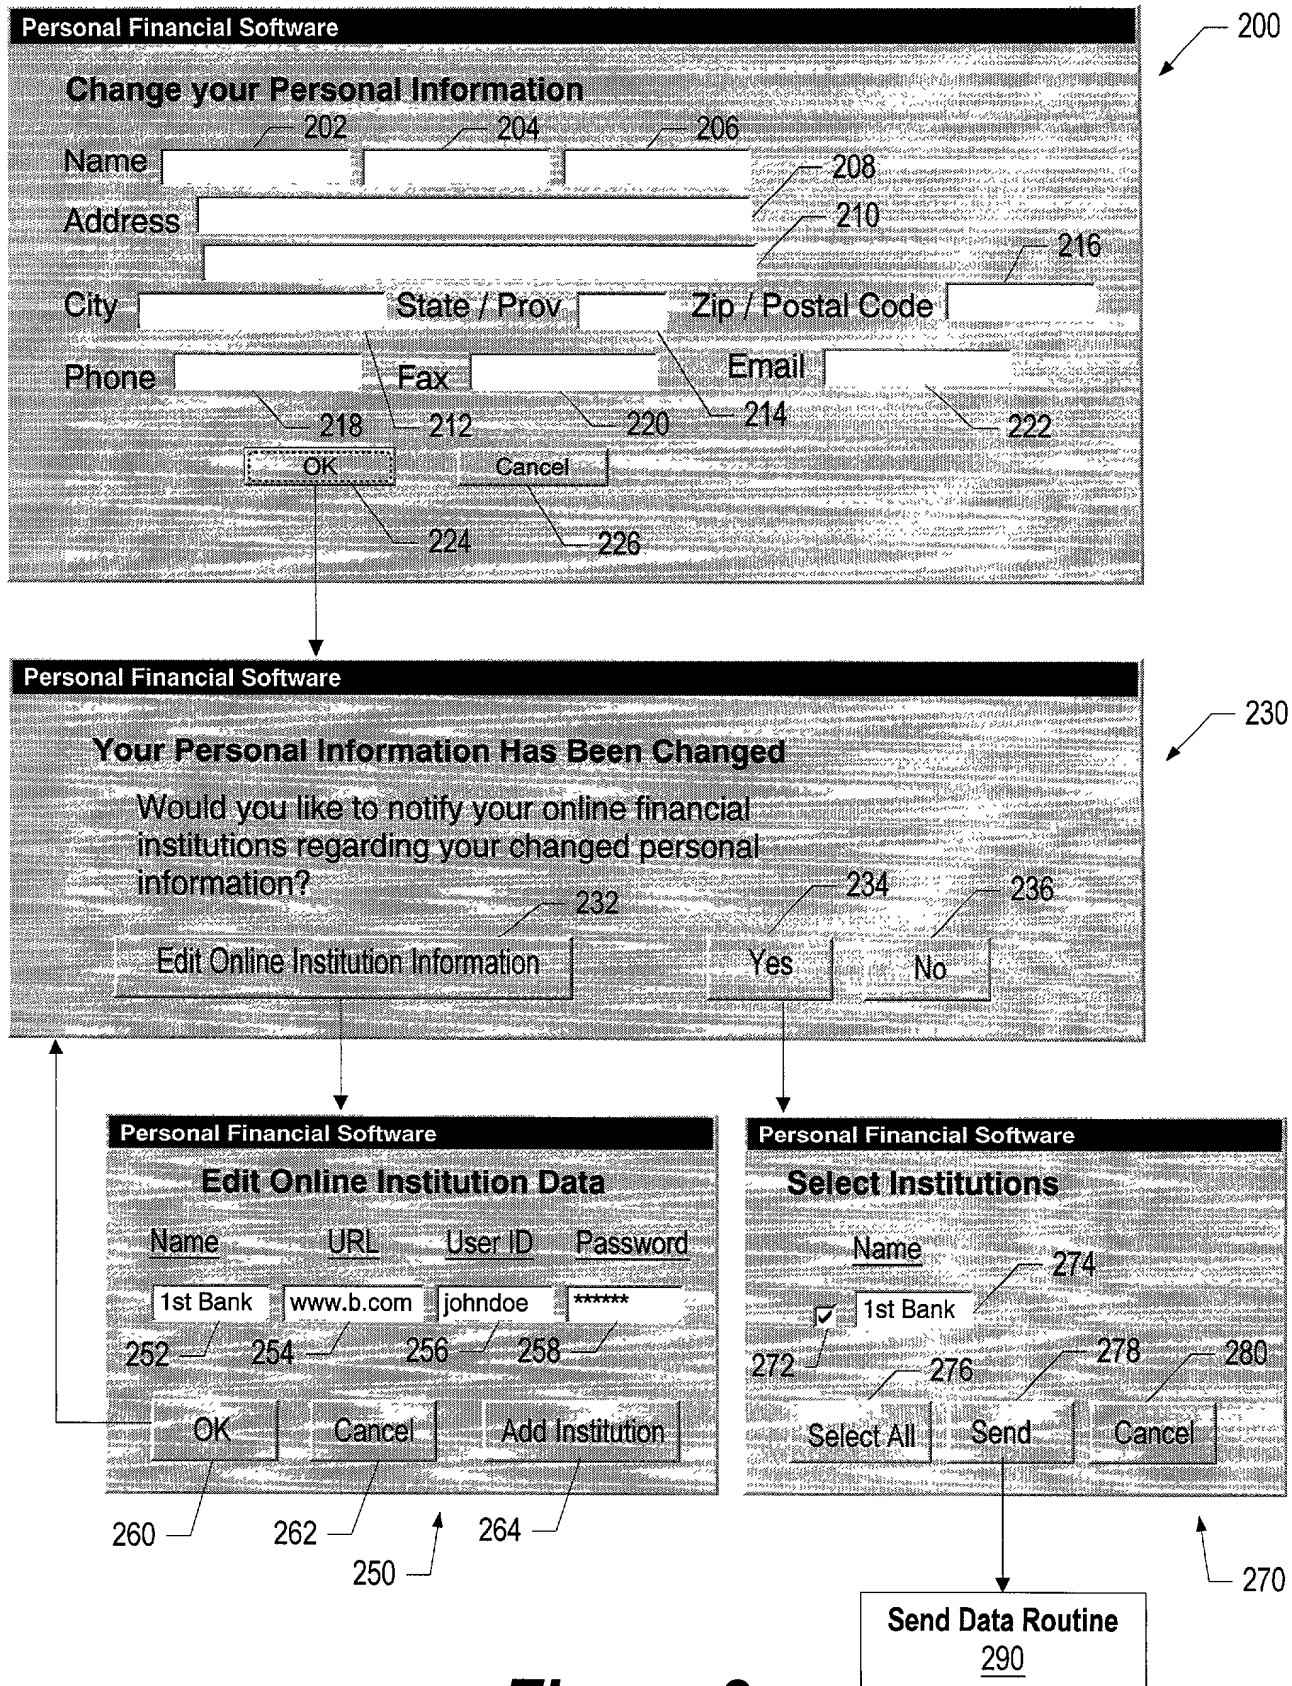 Personal Financial Software
200
Change your Personal Information
202 204 206
Name
208
Address
210
216
City State / Prov Zip / Postal Code
Phone Fax Email
218 212 220 214 222
OK Cancel
224 226
Personal Financial Software
230
Your Personal Information Has Been Changed
Would you like to notify your online financial
institutions regarding your changed personal
information?
232 234 236
Edit Online Institution Information Yes No
Personal Financial Software
Edit Online Institution Data
Name URL User ID Password
1st Bank www.b.com johndoe ******
252 254 256 258
OK Cancel Add Institution
260 262 264
250
Personal Financial Software
Select Institutions
Name
274
1st Bank
272 276 278 280
Select All Send Cancel
270
Send Data Routine
290